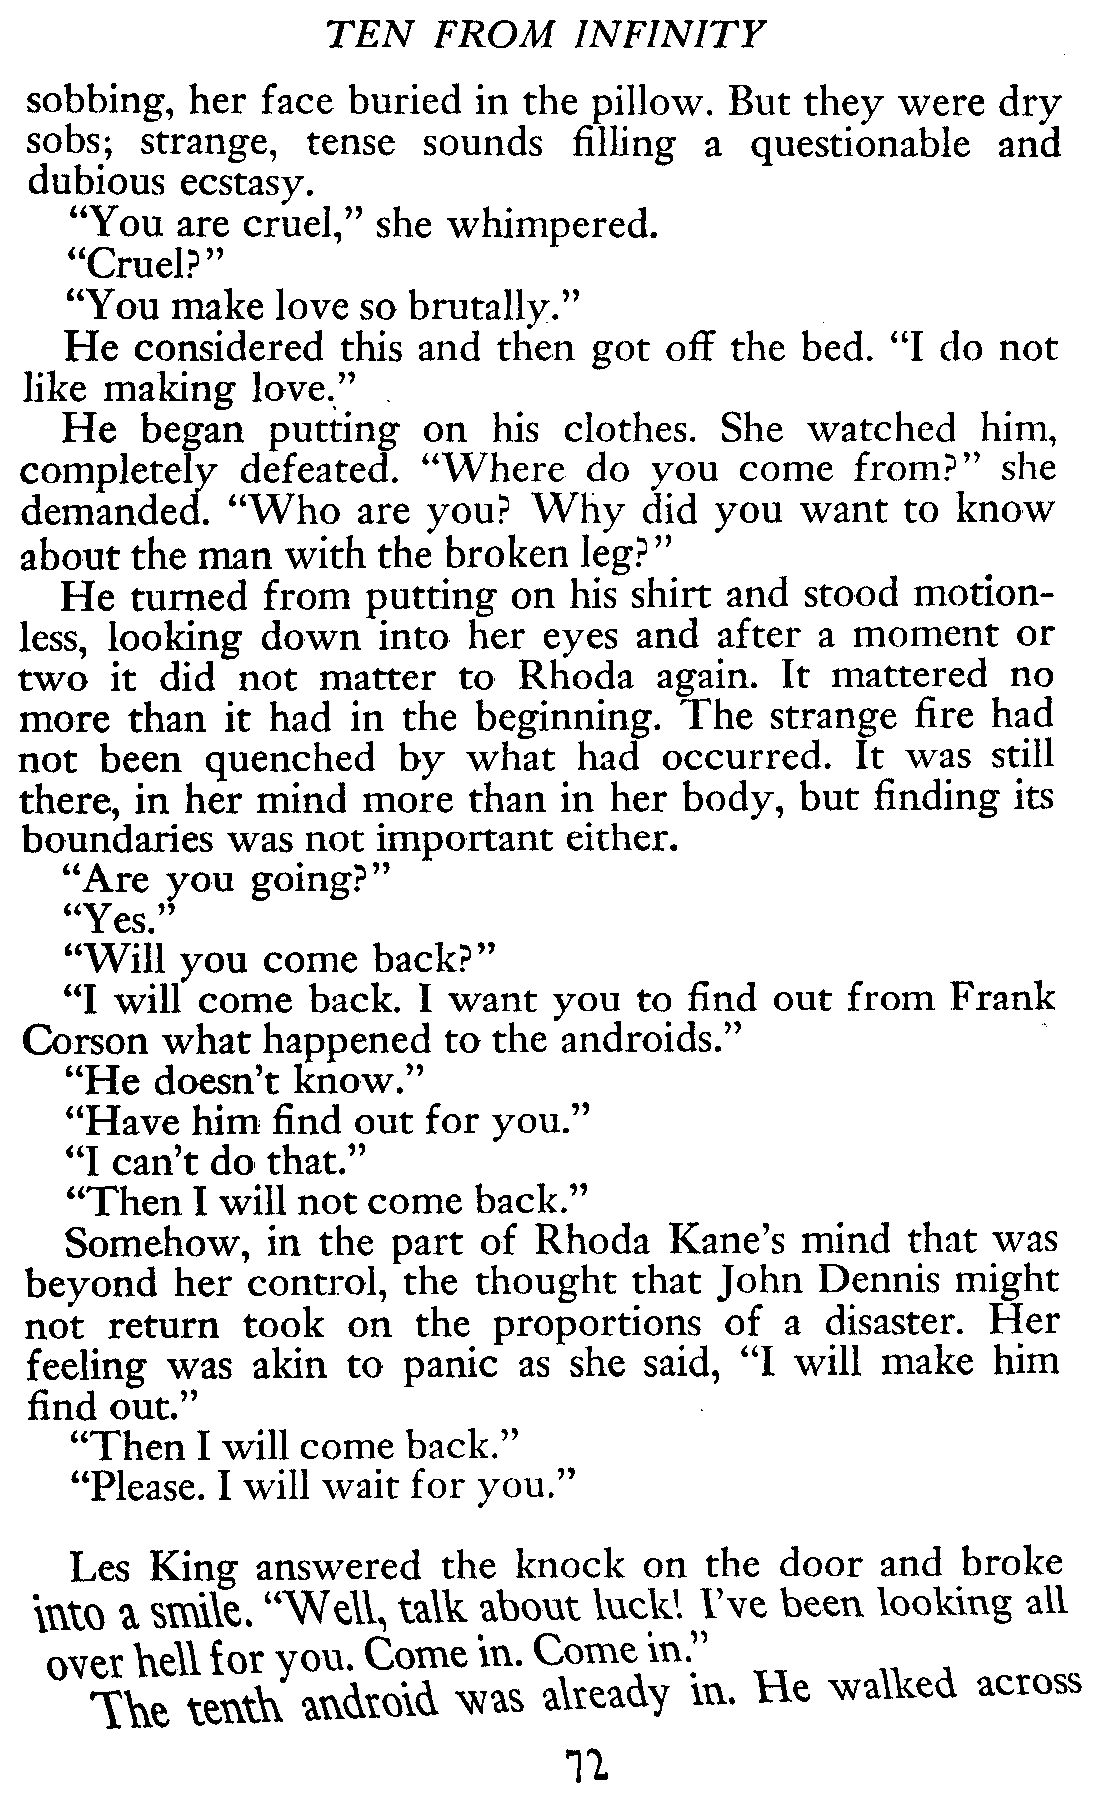 TEN FROM INFINITY
sobbing, her face buried in the pillow. But they were dry
sobs; strange, tense sounds filling a questionable and
dubious ecstasy.
"You are cruel," she whimpered.
"Cruel?"
"You make love so brutally."
He considered this and then got off the bed. "I do not
like making love."
He began putting on his clothes. She watched him,
completely defeated. "Where do you come from?" she
demanded. "Who are you? Why did you want to know
about the man with the broken leg?"
He turned from putting on his shirt and stood motion-
less, looking down into her eyes and after a moment or
two it did not matter to Rhoda again. It mattered no
more than it had in the beginning. The strange fire had
not been quenched by what had occurred. It was still
there, in her mind more than in her body, but finding its
boundaries was not important either.
"Are you going?"
"Yes."
"Will you come back?"
"I will come back. I want you to find out from Frank
Corson what happened to the androids."
"He doesn't know."
"Have him find out for you."
"I can't do that."
"Then I will not come back."
Somehow, in the part of Rhoda Kane's mind that was
beyond her control, the thought that John Dennis might
not return took on the proportions of a disaster. Her
feeling was akin to panic as she said, "I will make him
find out."
"Then I will come back."
"Please. I will wait for you."
Les King answered the knock on the door and broke
into a smile. "Well, talk about luck! I've been looking all
over hell for you. Come in. Come in."
The tenth android was already in. He walked across
72